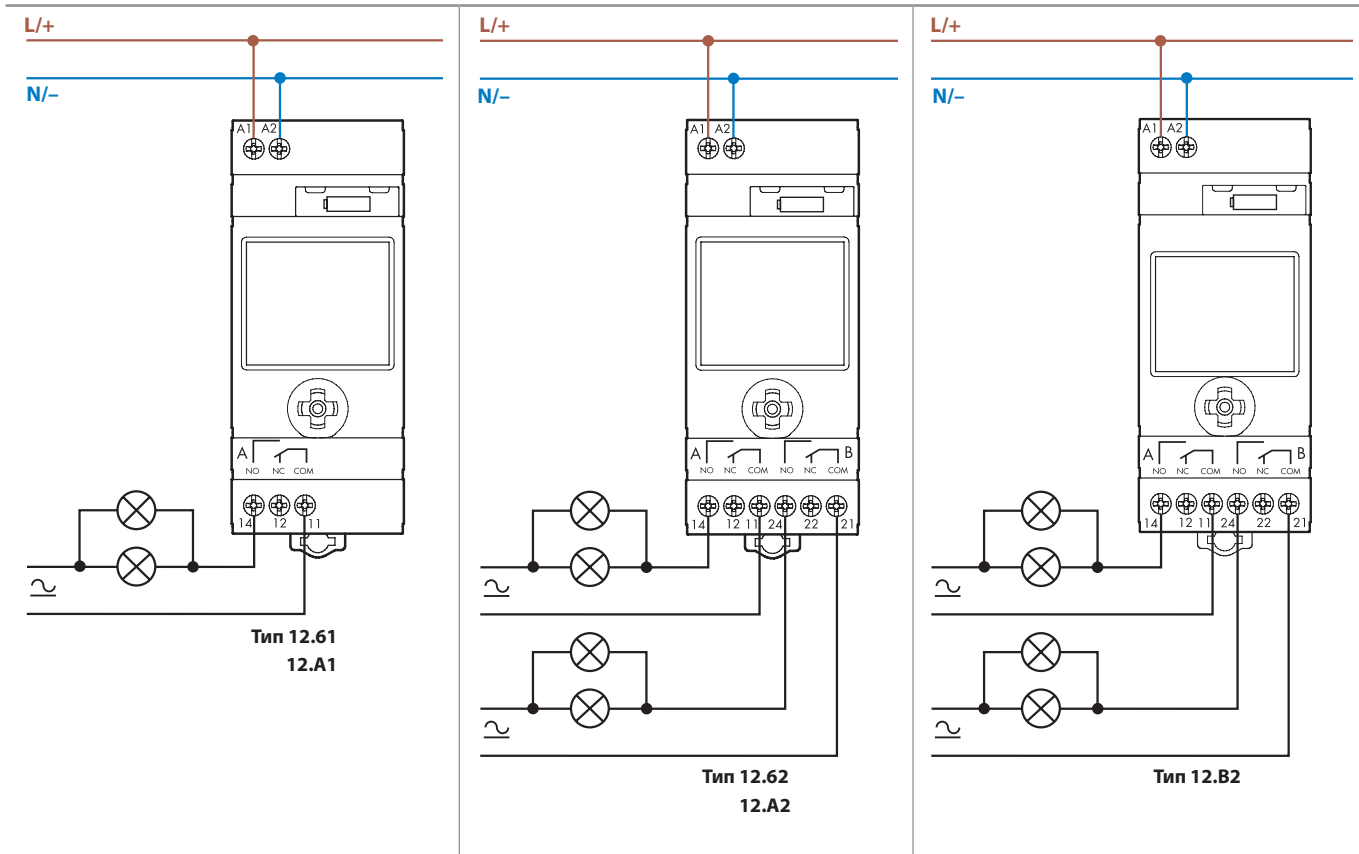 L/+
N/–
A1 A2
A
NO NC COM
14 12 11
Тип 12.61
12.A1
L/+
N/–
A1 A2
A B
NO NC COM NO NC COM
14 12 11 24 22 21
Тип 12.62
12.A2
L/+
N/–
A1 A2
A B
NO NC COM NO NC COM
14 12 11 24 22 21
Тип 12.B2